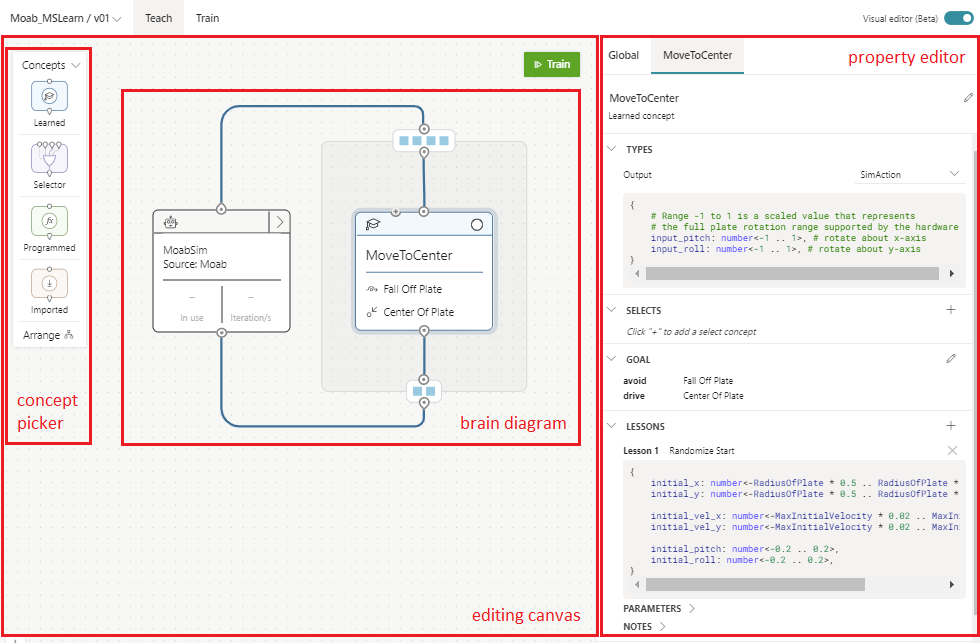 Moab_MSLearn / v01
Teach
Train
Visual editor (Beta)
Concepts
Learned
Selector
fx
Programmed
Imported
Arrange
concept
picker
Train
MoabSim
Source: Moab
–
In use
–
Iteration/s
MoveToCenter
Fall Off Plate
Center Of Plate
brain diagram
editing canvas
Global
MoveToCenter
property editor
MoveToCenter
Learned concept
TYPES
Output
SimAction
{
# Range -1 to 1 is a scaled value that represents
# the full plate rotation range supported by the hardware
input_pitch: number<-1 .. 1>, # rotate about x-axis
input_roll: number<-1 .. 1>, # rotate about y-axis
}
SELECTS
Click "+" to add a select concept
GOAL
avoid Fall Off Plate
drive Center Of Plate
LESSONS
Lesson 1 Randomize Start
{
initial_x: number<-RadiusOfPlate * 0.5 .. RadiusOfPlate *
initial_y: number<-RadiusOfPlate * 0.5 .. RadiusOfPlate *
initial_vel_x: number<-MaxInitialVelocity * 0.02 .. MaxIn
initial_vel_y: number<-MaxInitialVelocity * 0.02 .. MaxIn
initial_pitch: number<-0.2 .. 0.2>,
initial_roll: number<-0.2 .. 0.2>,
}
PARAMETERS
NOTES